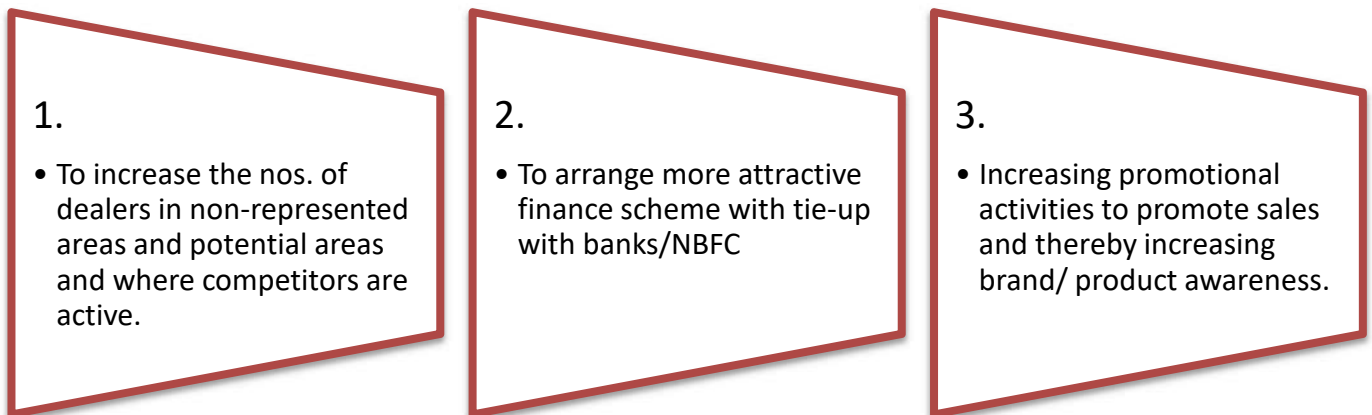 1.
• To increase the nos. of
dealers in non-represented
areas and potential areas
and where competitors are
active.
2.
• To arrange more attractive
finance scheme with tie-up
with banks/NBFC
3.
• Increasing promotional
activities to promote sales
and thereby increasing
brand/ product awareness.